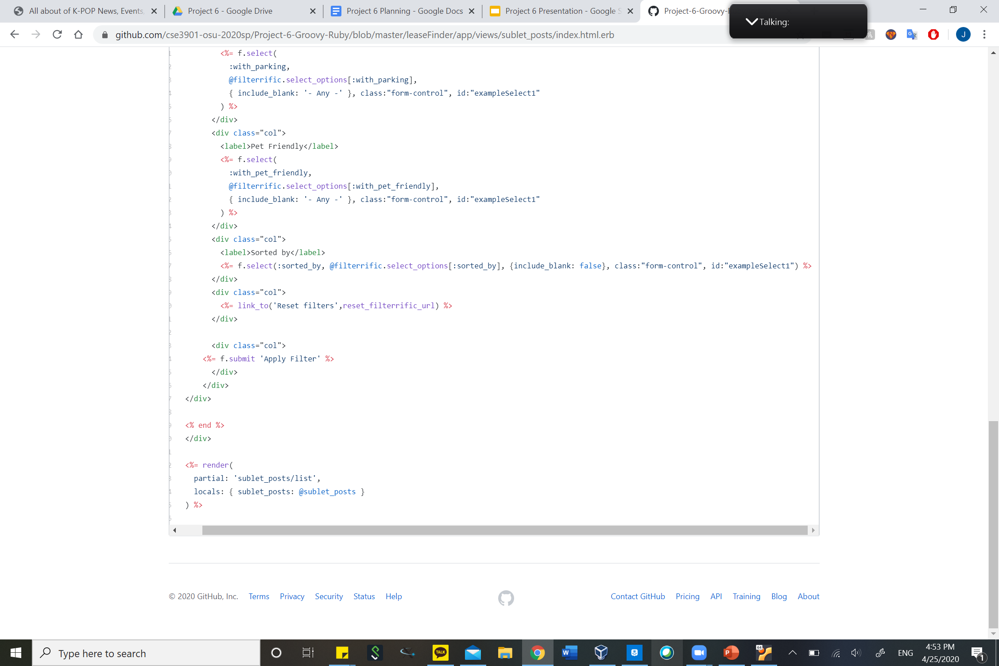 All about of K-POP News, Events,
Project 6 - Google Drive
Project 6 Planning - Google Docs
Project 6 Presentation - Google S
Project-6-Groovy-
Talking:
github.com/cse3901-osu-2020sp/Project-6-Groovy-Ruby/blob/master/leaseFinder/app/views/sublet_posts/index.html.erb
J
<%= f.select(
:with_parking,
@filterrific.select_options[:with_parking],
{ include_blank: '- Any -' }, class:"form-control", id:"exampleSelect1"
) %>
</div>
<div class="col">
<label>Pet Friendly</label>
<%= f.select(
:with_pet_friendly,
@filterrific.select_options[:with_pet_friendly],
{ include_blank: '- Any -' }, class:"form-control", id:"exampleSelect1"
) %>
</div>
<div class="col">
<label>Sorted by</label>
<%= f.select(:sorted_by, @filterrific.select_options[:sorted_by], {include_blank: false}, class:"form-control", id:"exampleSelect1") %>
</div>
<div class="col">
<%= link_to('Reset filters',reset_filterrific_url) %>
</div>
<div class="col">
<%= f.submit 'Apply Filter' %>
</div>
</div>
</div>
<% end %>
</div>
<%= render(
partial: 'sublet_posts/list',
locals: { sublet_posts: @sublet_posts }
) %>
© 2020 GitHub, Inc. Terms Privacy Security Status Help
Contact GitHub Pricing API Training Blog About
Type here to search
TALK
64
ENG
4:53 PM
4/25/2020
1